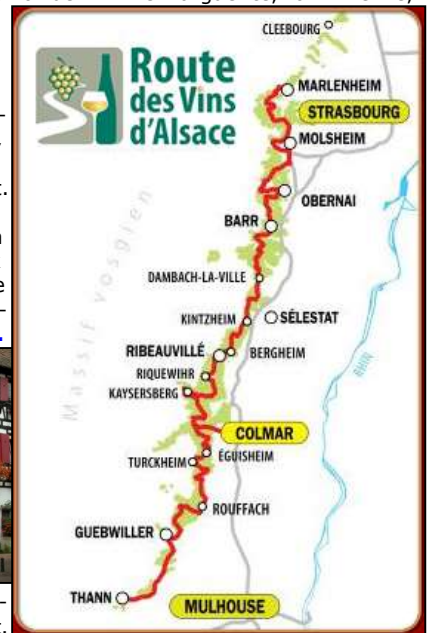 CLEEBOURG
Route
des Vins
d'Alsace
MARLENHEIM
STRASBOURG
MOLSHEIM
OBERNAI
BARR
Massif vosgien
DAMBACH-LA-VILLE
KINTZHEIM
SÉLESTAT
RIBEAUVILLÉ
BERGHEIM
RIQUEWIHR
KAYSERSBERG
RHIN
COLMAR
TURCKHEIM
ÉGUISHEIM
ROUFFACH
GUEBWILLER
THANN
MULHOUSE